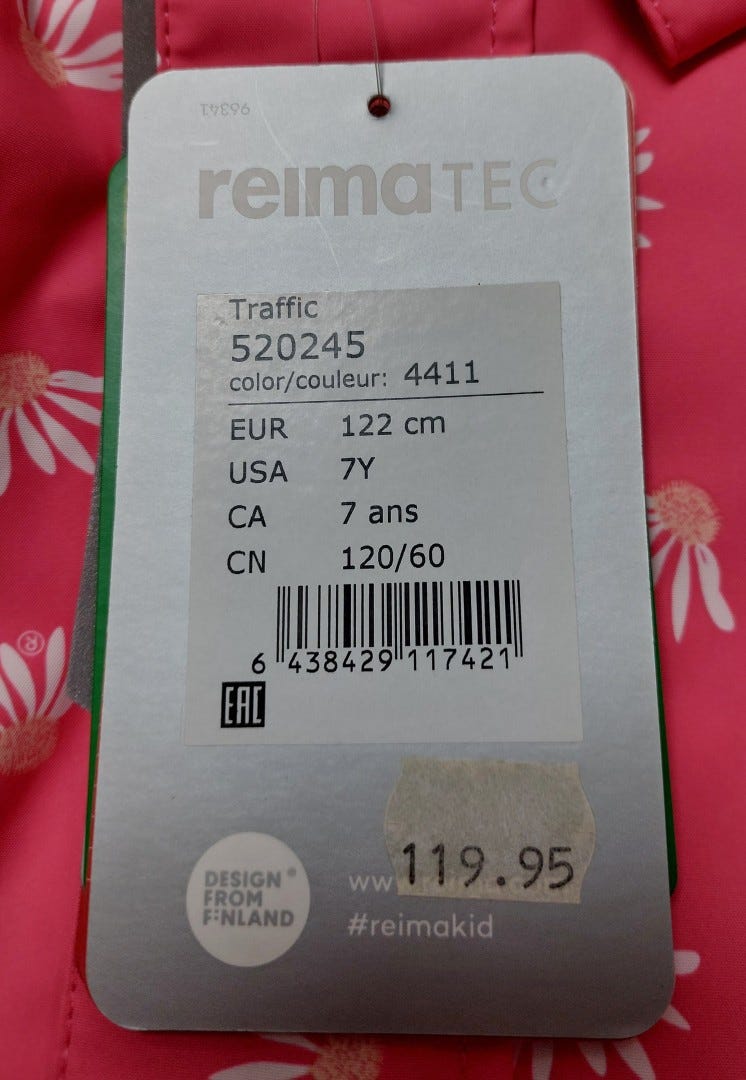 96341
reimaTEC
Traffic
520245
color/couleur: 4411
EUR 122 cm
USA 7Y
CA 7 ans
CN 120/60
6 438429 117421
EAC
119.95
DESIGN ®
FROM
FINLAND
#reimakid
®